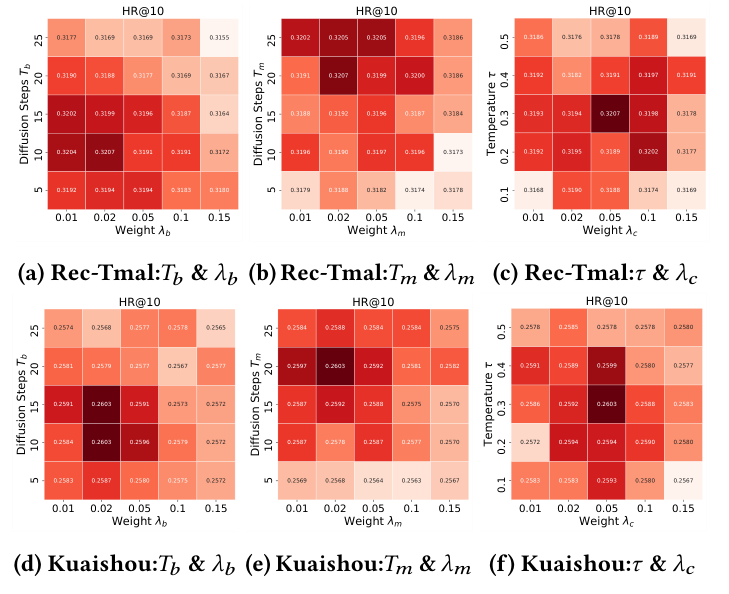 HR@10 HR@10 HR@10
Diffusion Steps T_b
25 0.3177 0.3169 0.3169 0.3173 0.3155
20 0.3190 0.3188 0.3177 0.3169 0.3167
15 0.3202 0.3199 0.3196 0.3187 0.3164
10 0.3204 0.3207 0.3191 0.3191 0.3172
5 0.3192 0.3194 0.3194 0.3183 0.3180
0.01 0.02 0.05 0.1 0.15
Weight λ_b
Diffusion Steps T_m
25 0.3202 0.3205 0.3205 0.3196 0.3186
20 0.3191 0.3207 0.3199 0.3200 0.3186
15 0.3188 0.3192 0.3196 0.3187 0.3184
10 0.3196 0.3198 0.3197 0.3196 0.3173
5 0.3179 0.3188 0.3182 0.3174 0.3178
0.01 0.02 0.05 0.1 0.15
Weight λ_m
Temperature τ
0.5 0.3186 0.3176 0.3178 0.3189 0.3169
0.4 0.3192 0.3182 0.3191 0.3197 0.3191
0.3 0.3193 0.3194 0.3207 0.3198 0.3178
0.2 0.3192 0.3195 0.3189 0.3202 0.3177
0.1 0.3168 0.3190 0.3188 0.3174 0.3169
0.01 0.02 0.05 0.1 0.15
Weight λ_c
(a) Rec-Tmal:T_b & λ_b (b) Rec-Tmal:T_m & λ_m (c) Rec-Tmal:τ & λ_c
HR@10 HR@10 HR@10
Diffusion Steps T_b
25 0.2574 0.2568 0.2577 0.2578 0.2565
20 0.2581 0.2579 0.2577 0.2567 0.2577
15 0.2591 0.2603 0.2591 0.2573 0.2572
10 0.2584 0.2603 0.2596 0.2579 0.2572
5 0.2583 0.2587 0.2580 0.2575 0.2572
0.01 0.02 0.05 0.1 0.15
Weight λ_b
Diffusion Steps T_m
25 0.2584 0.2588 0.2584 0.2584 0.2575
20 0.2597 0.2603 0.2592 0.2581 0.2582
15 0.2587 0.2592 0.2588 0.2575 0.2570
10 0.2587 0.2578 0.2587 0.2577 0.2570
5 0.2569 0.2568 0.2564 0.2563 0.2567
0.01 0.02 0.05 0.1 0.15
Weight λ_m
Temperature τ
0.5 0.2578 0.2585 0.2578 0.2578 0.2580
0.4 0.2591 0.2589 0.2599 0.2580 0.2577
0.3 0.2586 0.2592 0.2603 0.2588 0.2583
0.2 0.2572 0.2594 0.2594 0.2590 0.2580
0.1 0.2583 0.2583 0.2593 0.2580 0.2567
0.01 0.02 0.05 0.1 0.15
Weight λ_c
(d) Kuaishou:T_b & λ_b (e) Kuaishou:T_m & λ_m (f) Kuaishou:τ & λ_c